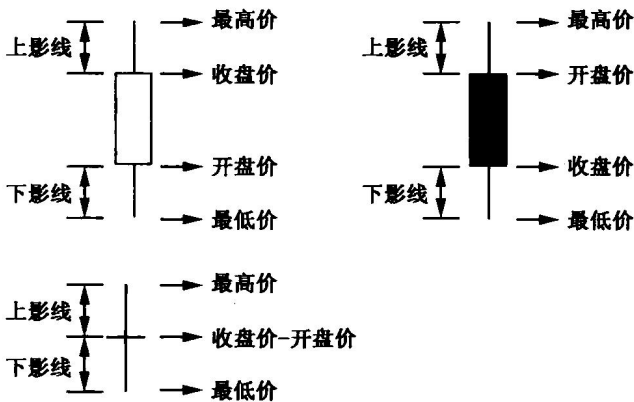 最高价
上影线
收盘价
开盘价
下影线
最低价
最高价
上影线
开盘价
收盘价
下影线
最低价
最高价
上影线
收盘价-开盘价
下影线
最低价